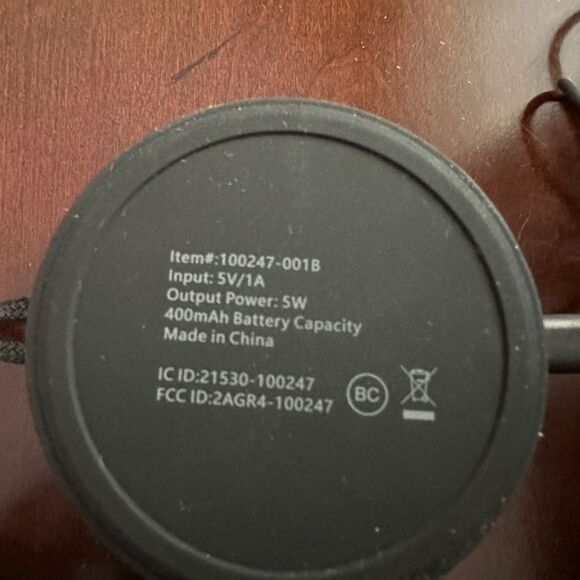 Item#:100247-001B
Input: 5V/1A
Output Power: 5W
400mAh Battery Capacity
Made in China
IC ID:21530-100247
FCC ID:2AGR4-100247
BC